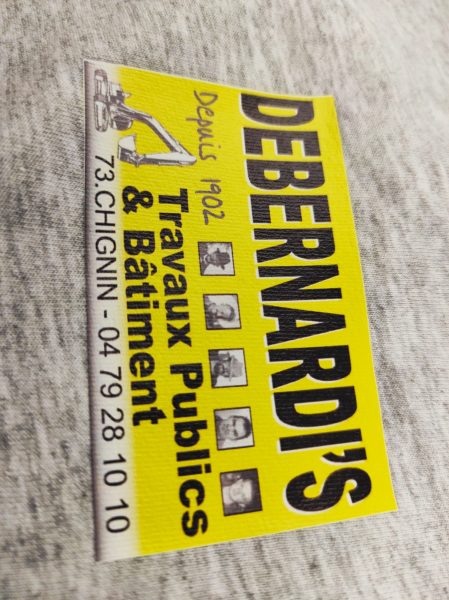 DEBERNARDI'S
Depuis 1902
Travaux Publics
& Bâtiment
73.CHIGNIN - 04 79 28 10 10